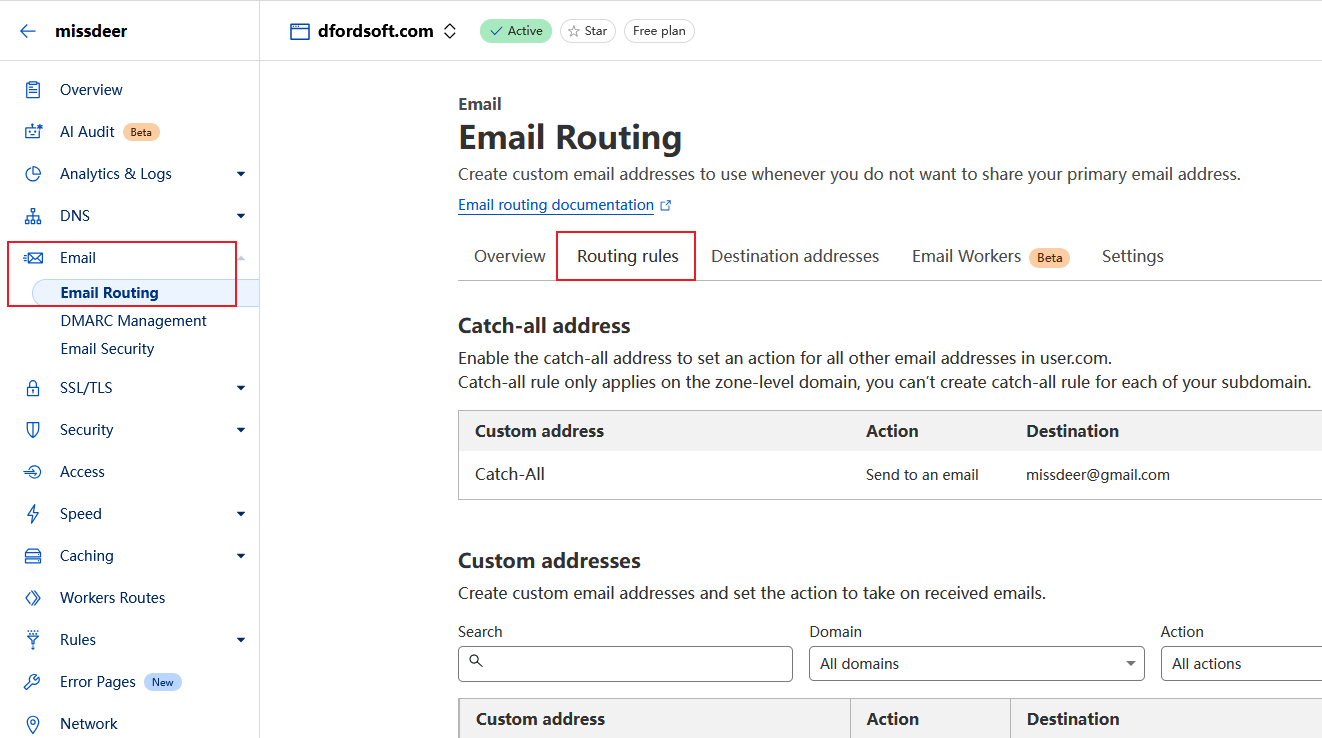 missdeer
dfordsoft.com
Active
Star
Free plan
Overview
AI Audit Beta
Analytics & Logs
DNS
Email
Email Routing
DMARC Management
Email Security
SSL/TLS
Security
Access
Speed
Caching
Workers Routes
Rules
Error Pages New
Network
Email
Email Routing
Create custom email addresses to use whenever you do not want to share your primary email address.
Email routing documentation
Overview
Routing rules
Destination addresses
Email Workers Beta
Settings
Catch-all address
Enable the catch-all address to set an action for all other email addresses in user.com.
Catch-all rule only applies on the zone-level domain, you can’t create catch-all rule for each of your subdomain.
Custom address Action Destination
Catch-All Send to an email missdeer@gmail.com
Custom addresses
Create custom email addresses and set the action to take on received emails.
Search Domain Action
All domains All actions
Custom address Action Destination